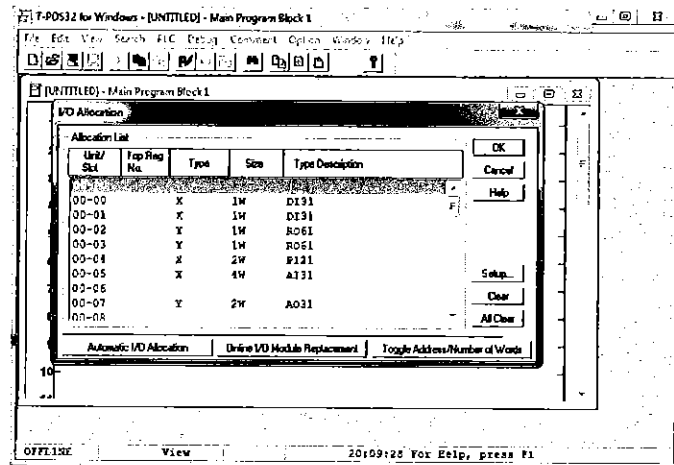 T-PDS32 for Windows - [UNTITLED] - Main Program Block 1
File Edit View Search PLC Debug Comment Option Window Help
[UNTITLED] - Main Program Block 1
I/O Allocation
Allocation List
Unit/Slot Top Reg No. Type Size Type Description
00-00 X 1W DI31
00-01 X 1W DI31
00-02 Y 1W RO61
00-03 Y 1W RO61
00-04 X 2W PI21
00-05 X 4W AI31
00-06
00-07 Y 2W AO31
00-08
OK
Cancel
Help
Setup...
Clear
All Clear
Automatic I/O Allocation
Online I/O Module Replacement
Toggle Address/Number of Words
10
OFFLINE View 20:09:28 For Help, press F1